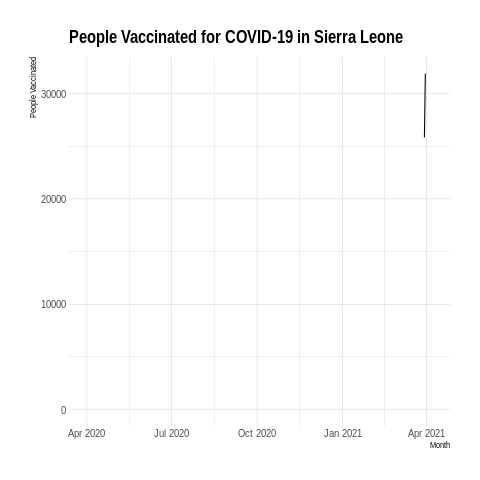 People Vaccinated for COVID-19 in Sierra Leone
People Vaccinated
30000
20000
10000
0
Apr 2020 Jul 2020 Oct 2020 Jan 2021 Apr 2021
Month